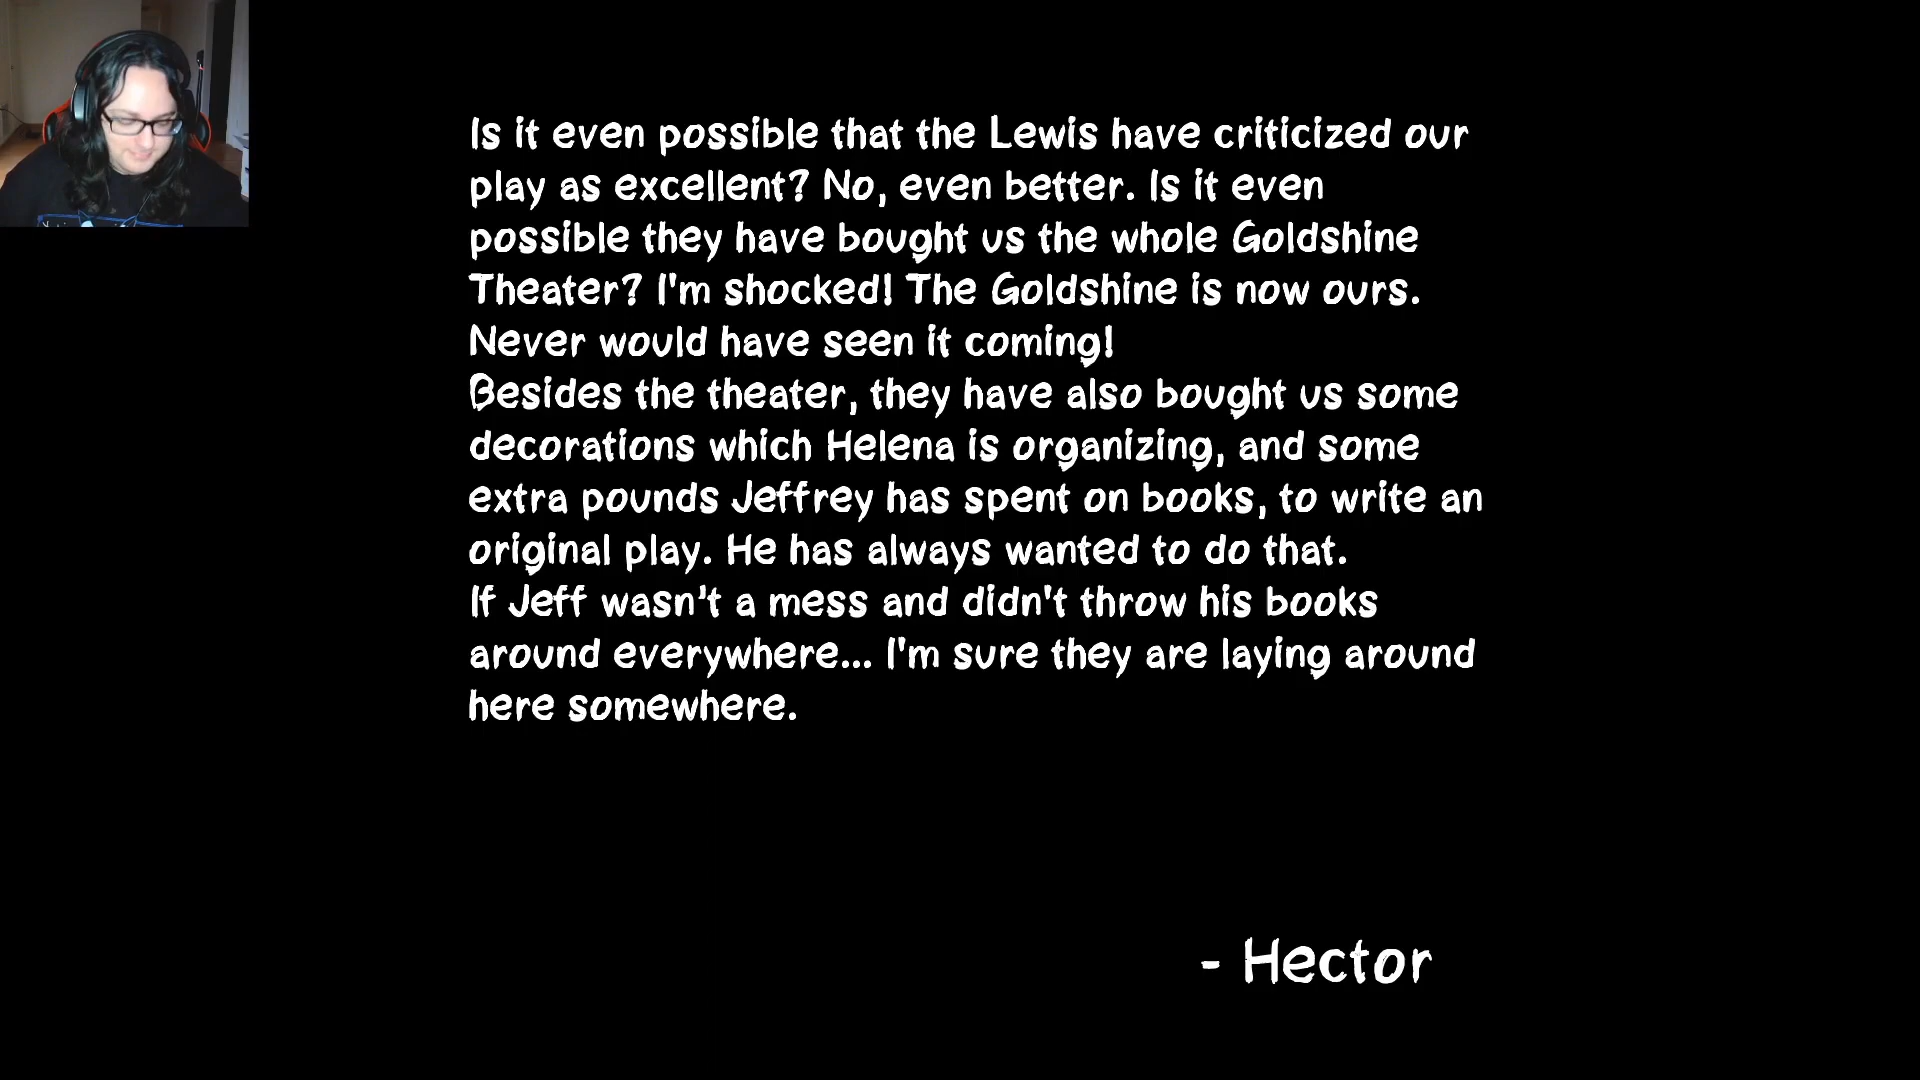 Is it even possible that the Lewis have criticized our
play as excellent? No, even better. Is it even
possible they have bought us the whole Goldshine
Theater? I'm shocked! The Goldshine is now ours.
Never would have seen it coming!
Besides the theater, they have also bought us some
decorations which Helena is organizing, and some
extra pounds Jeffrey has spent on books, to write an
original play. He has always wanted to do that.
If Jeff wasn't a mess and didn't throw his books
around everywhere... I'm sure they are laying around
here somewhere.
- Hector